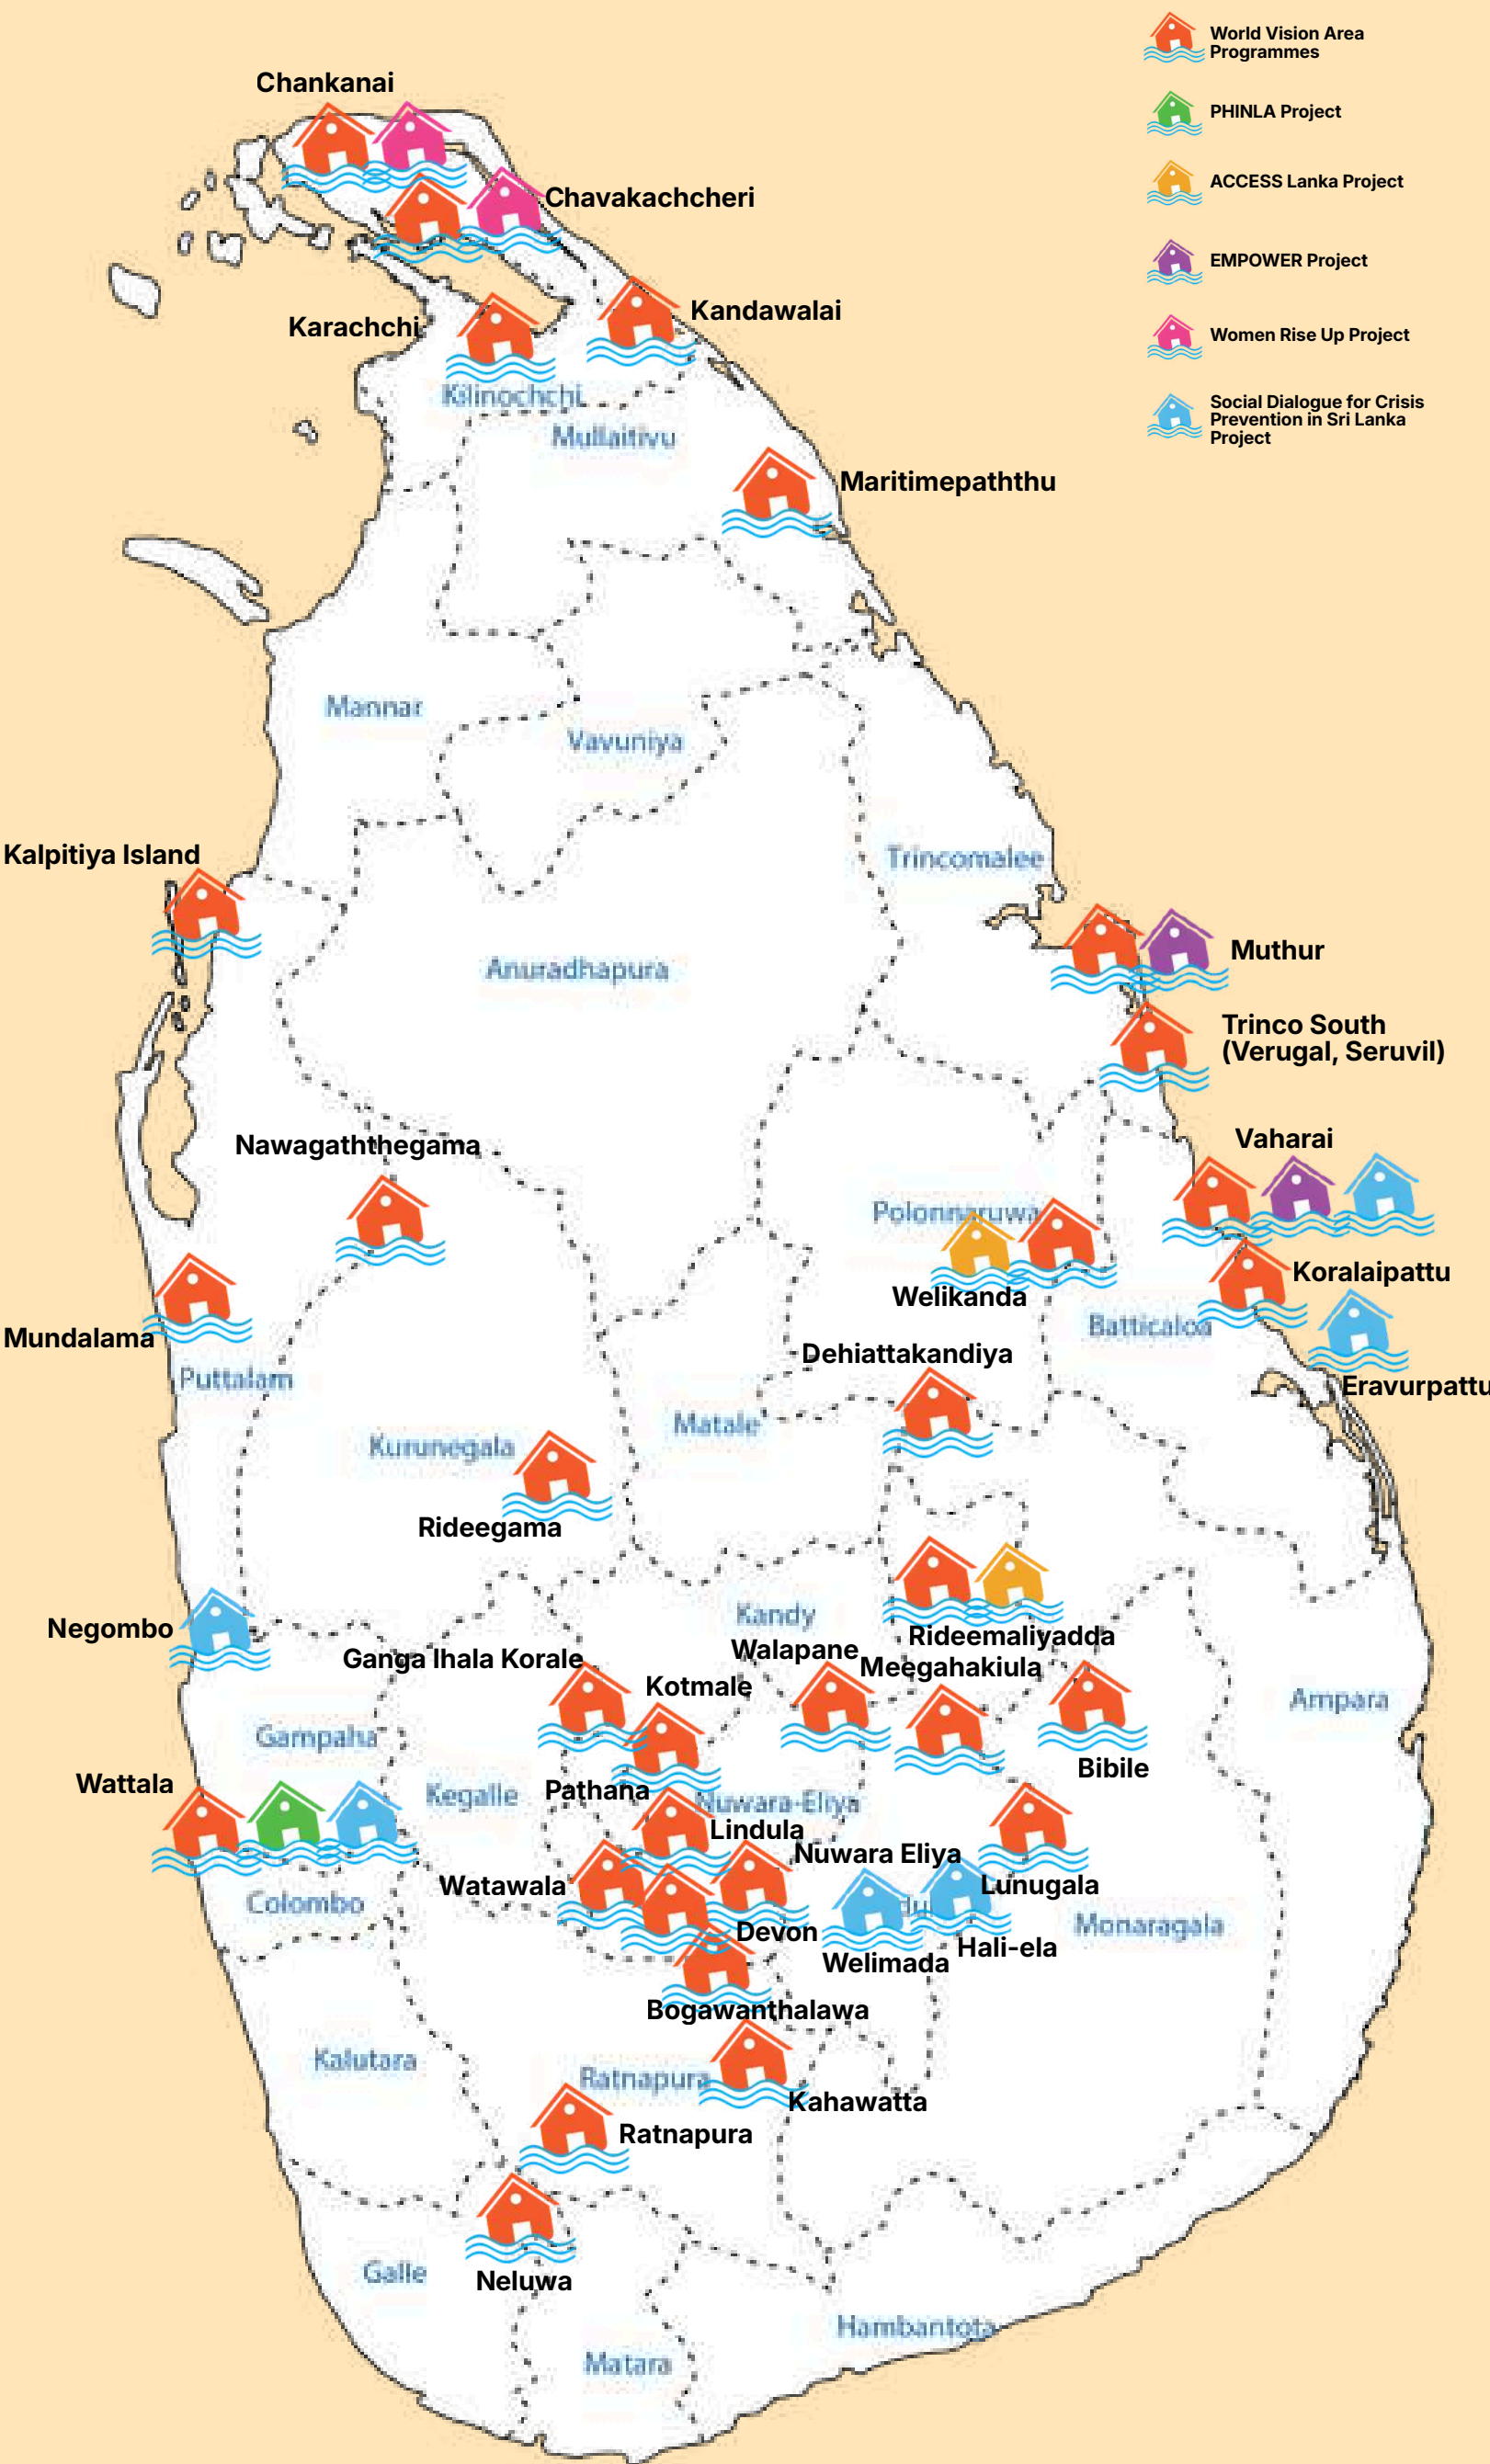 World Vision Area
Programmes
PHINLA Project
ACCESS Lanka Project
EMPOWER Project
Women Rise Up Project
Social Dialogue for Crisis
Prevention in Sri Lanka
Project
Chankanai
Chavakachcheri
Karachchi
Kandawalai
Kilinochchi
Mullaitivu
Maritimepaththu
Mannar
Vavuniya
Kalpitiya Island
Trincomalee
Anuradhapura
Muthur
Trinco South
(Verugal, Seruvil)
Nawagaththegama
Vaharai
Polonnaruwa
Koralaipattu
Welikanda
Mundalama
Batticaloa
Dehiattakandiya
Puttalam
Eravurpattu
Matale
Kurunegala
Rideegama
Kandy
Negombo
Rideemaliyadda
Walapane
Ganga Ihala Korale
Meegahakiula
Kotmale
Ampara
Gampaha
Bibile
Wattala
Pathana
Kegalle
Nuwara-Eliya
Lindula
Nuwara Eliya
Watawala
Lunugala
Colombo
Monaragala
Devon
Hali-ela
Welimada
Bogawanthalawa
Kalutara
Ratnapura
Kahawatta
Ratnapura
Galle
Neluwa
Hambantota
Matara